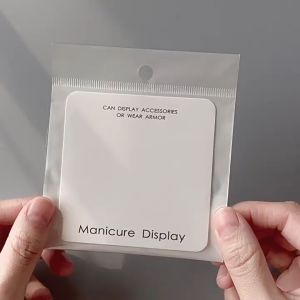 CAN DISPLAY ACCESSORIES
OR WEAR ARMOR
Manicure Display